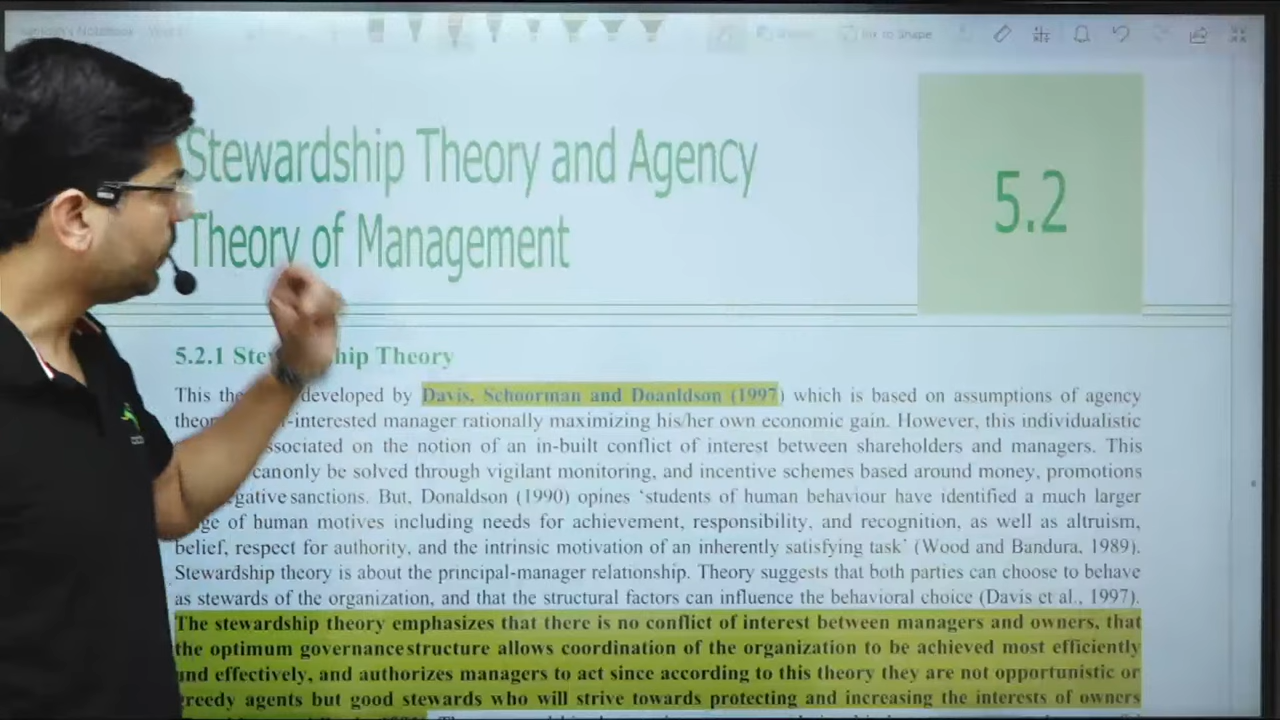 Stewardship Theory and Agency
Theory of Management
5.2
5.2.1 Ste hip Theory
This the developed by Davis, Schoorman and Doanldson (1997) which is based on assumptions of agency
theor -interested manager rationally maximizing his/her own economic gain. However, this individualistic
ssociated on the notion of an in-built conflict of interest between shareholders and managers. This
canonly be solved through vigilant monitoring, and incentive schemes based around money, promotions
gative sanctions. But, Donaldson (1990) opines ‘students of human behaviour have identified a much larger
ge of human motives including needs for achievement, responsibility, and recognition, as well as altruism,
belief, respect for authority, and the intrinsic motivation of an inherently satisfying task’ (Wood and Bandura, 1989).
Stewardship theory is about the principal-manager relationship. Theory suggests that both parties can choose to behave
as stewards of the organization, and that the structural factors can influence the behavioral choice (Davis et al., 1997).
The stewardship theory emphasizes that there is no conflict of interest between managers and owners, that
the optimum governance structure allows coordination of the organization to be achieved most efficiently
and effectively, and authorizes managers to act since according to this theory they are not opportunistic or
greedy agents but good stewards who will strive towards protecting and increasing the interests of owners